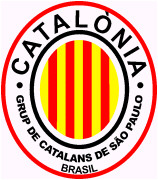 CATALÒNIA
GRUP DE CATALANS DE SÃO PAULO
BRASIL